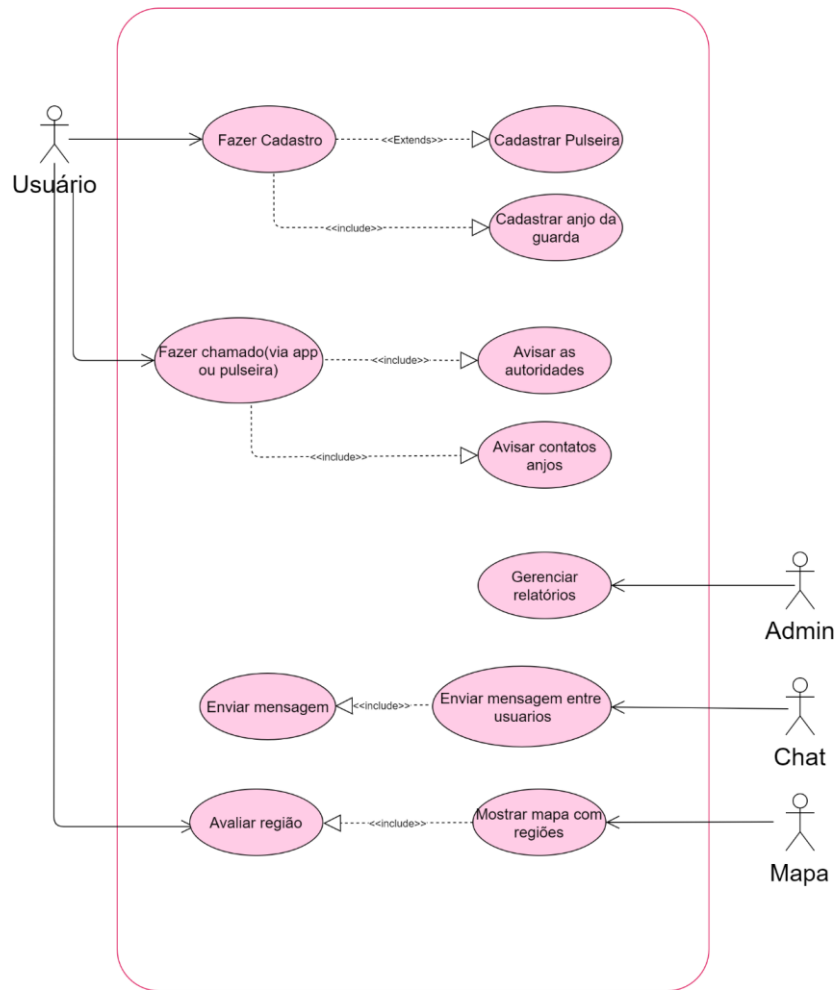 Usuário
Fazer Cadastro
<<Extends>>
Cadastrar Pulseira
<<include>>
Cadastrar anjo da
guarda
Fazer chamado(via app
ou pulseira)
<<include>>
Avisar as
autoridades
<<include>>
Avisar contatos
anjos
Gerenciar
relatórios
Admin
Enviar mensagem
<<include>>
Enviar mensagem entre
usuarios
Chat
Avaliar região
<<include>>
Mostrar mapa com
regiões
Mapa